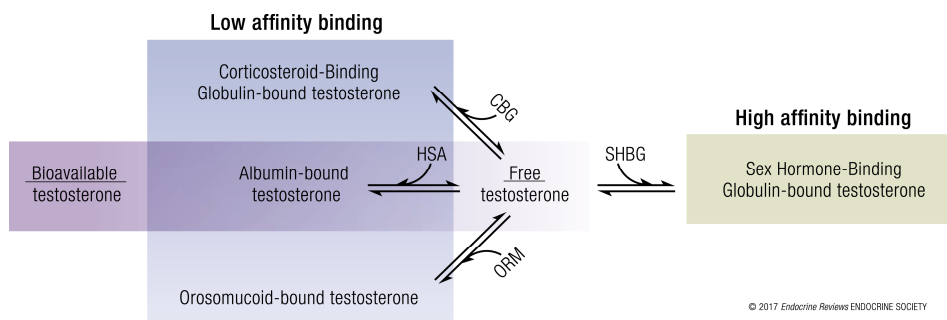 Low affinity binding
Corticosteroid-Binding
Globulin-bound testosterone
CBG
High affinity binding
Bioavailable
testosterone
Albumin-bound
testosterone
HSA
Free
testosterone
SHBG
Sex Hormone-Binding
Globulin-bound testosterone
ORM
Orosomucoid-bound testosterone
© 2017 Endocrine Reviews ENDOCRINE SOCIETY